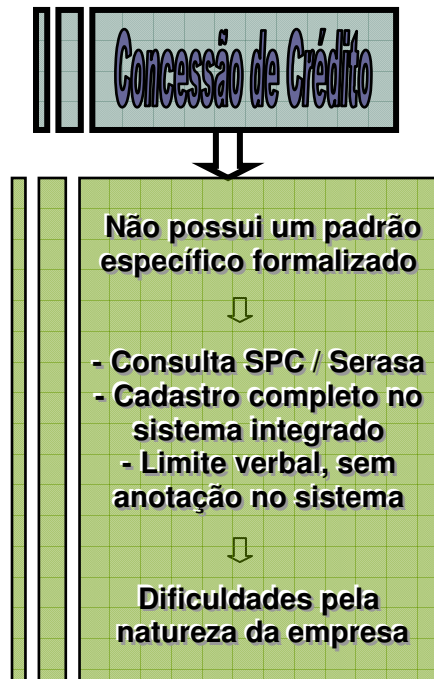 Concessão de Crédito
Não possui um padrão
específico formalizado
- Consulta SPC / Serasa
- Cadastro completo no
sistema integrado
- Limite verbal, sem
anotação no sistema
Dificuldades pela
natureza da empresa